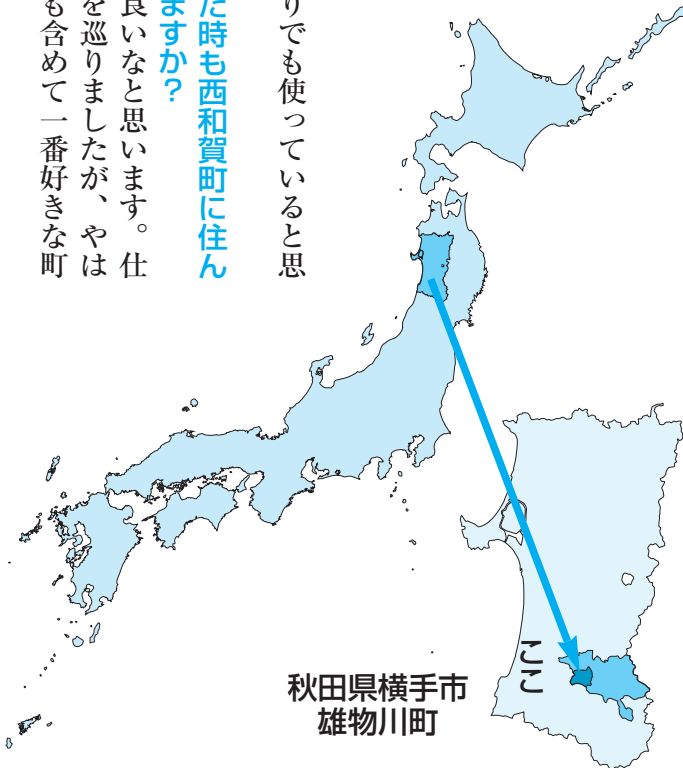 りでも使っていると思
た時も西和賀町に住ん
ますか？
良いなと思います。仕
を巡りましたが、やは
も含めて一番好きな町
ここ
秋田県横手市
雄物川町